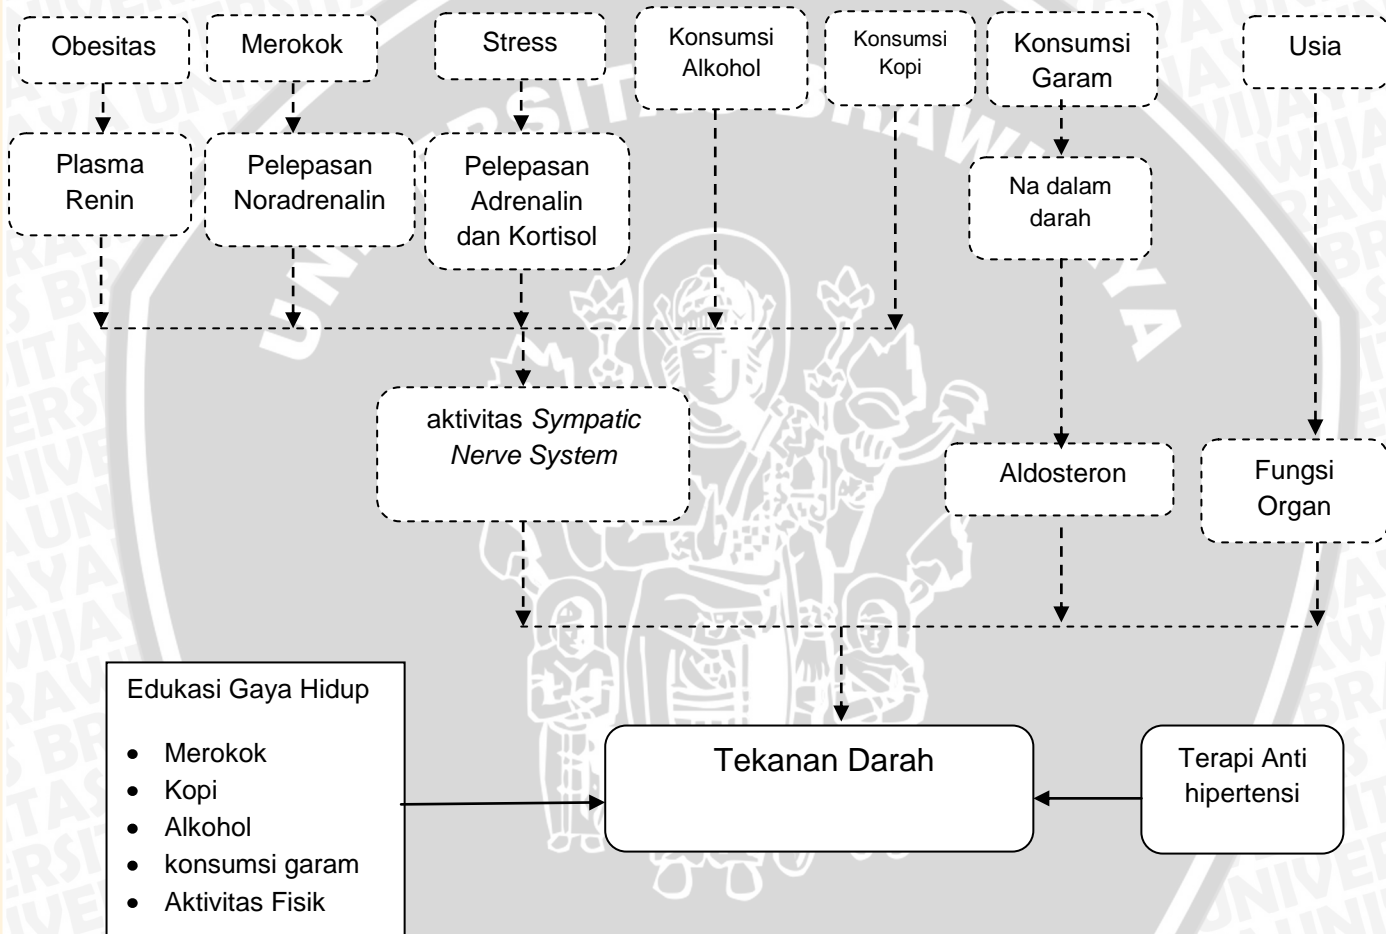 Obesitas
Merokok
Stress
Konsumsi
Alkohol
Konsumsi
Kopi
Konsumsi
Garam
Usia
Plasma
Renin
Pelepasan
Noradrenalin
Pelepasan
Adrenalin
dan Kortisol
Na dalam
darah
aktivitas Sympatic
Nerve System
Aldosteron
Fungsi
Organ
Edukasi Gaya Hidup
• Merokok
• Kopi
• Alkohol
• konsumsi garam
• Aktivitas Fisik
Tekanan Darah
Terapi Anti
hipertensi
UNIVERSITAS BRAWIJAYA